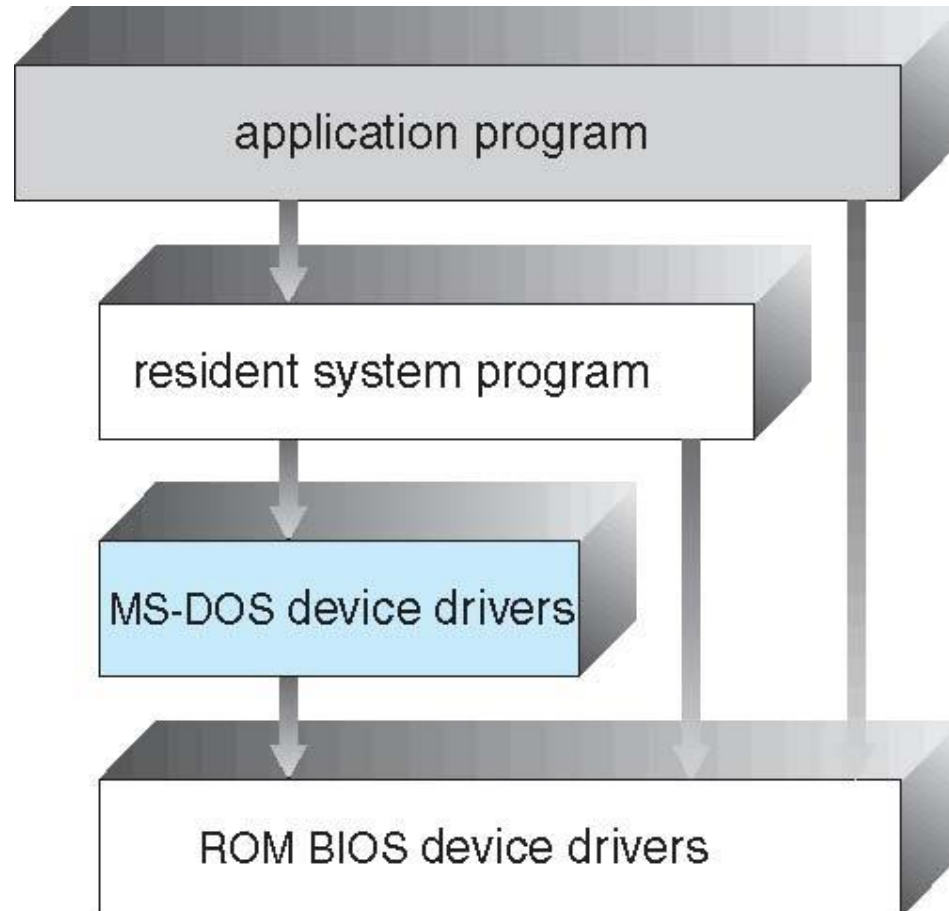 application program
resident system program
MS-DOS device drivers
ROM BIOS device drivers